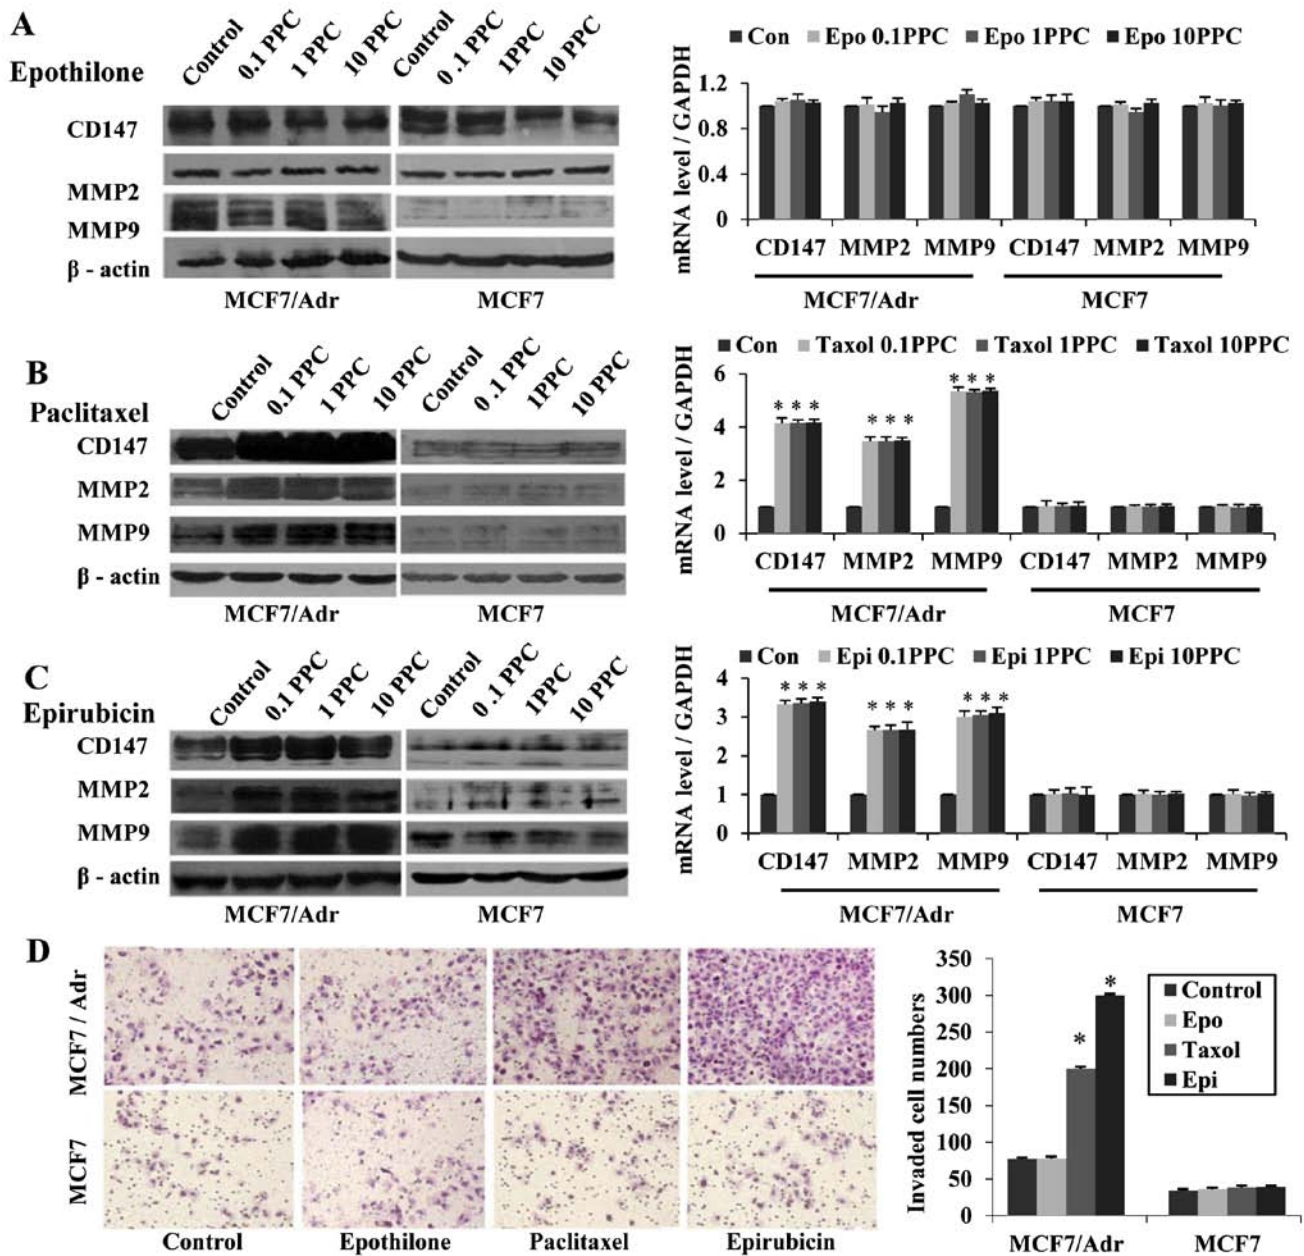 A
Epothilone
Control 0.1 PPC 1 PPC 10 PPC Control 0 .1 PPC 1PPC 10 PPC
CD147
MMP2
MMP9
β - actin
MCF7/Adr MCF7
■ Con ■ Epo 0.1PPC ■ Epo 1PPC ■ Epo 10PPC
mRNA level / GAPDH
1.2
0.8
0.4
0
CD147 MMP2 MMP9 CD147 MMP2 MMP9
MCF7/Adr MCF7
B
Paclitaxel
Control 0.1 PPC 1 PPC 10 PPC Control 0 .1 PPC 1PPC 10 PPC
CD147
MMP2
MMP9
β - actin
MCF7/Adr MCF7
■ Con ■ Taxol 0.1PPC ■ Taxol 1PPC ■ Taxol 10PPC
mRNA level / GAPDH
6
4
2
0
* * * * * * * * *
CD147 MMP2 MMP9 CD147 MMP2 MMP9
MCF7/Adr MCF7
C
Epirubicin
Control 0.1 PPC 1 PPC 10 PPC Control 0 .1 PPC 1PPC 10 PPC
CD147
MMP2
MMP9
β - actin
MCF7/Adr MCF7
■ Con ■ Epi 0.1PPC ■ Epi 1PPC ■ Epi 10PPC
mRNA level / GAPDH
4
3
2
1
0
* * * * * * * * *
CD147 MMP2 MMP9 CD147 MMP2 MMP9
MCF7/Adr MCF7
D
MCF7 / Adr
MCF7
Control Epothilone Paclitaxel Epirubicin
Invaded cell numbers
350
300
250
200
150
100
50
0
* *
■ Control
■ Epo
■ Taxol
■ Epi
MCF7/Adr MCF7